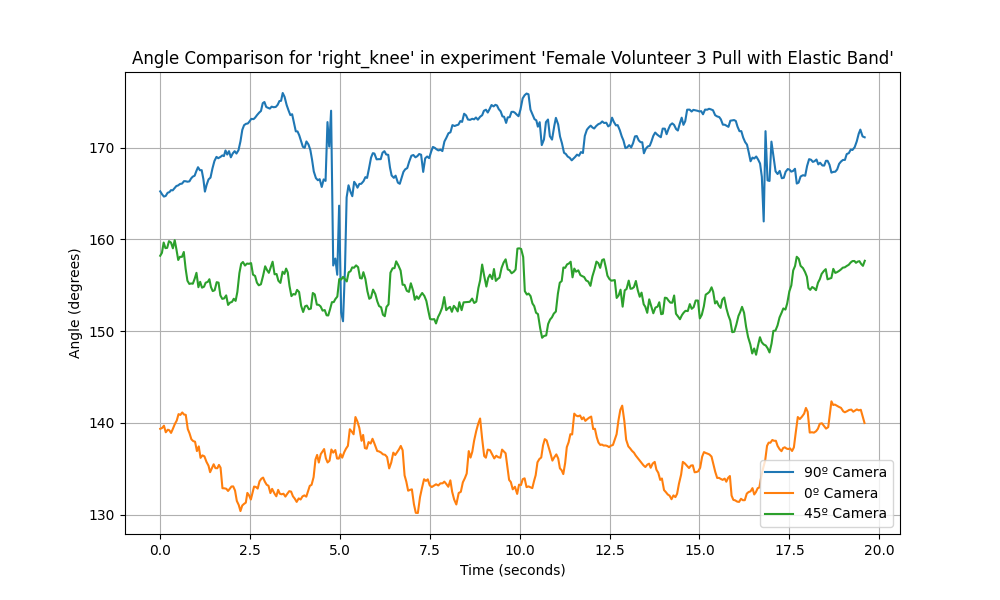 Angle Comparison for 'right_knee' in experiment 'Female Volunteer 3 Pull with Elastic Band'
Angle (degrees)
170
160
150
140
130
0.0 2.5 5.0 7.5 10.0 12.5 15.0 17.5 20.0
Time (seconds)
90º Camera
0º Camera
45º Camera